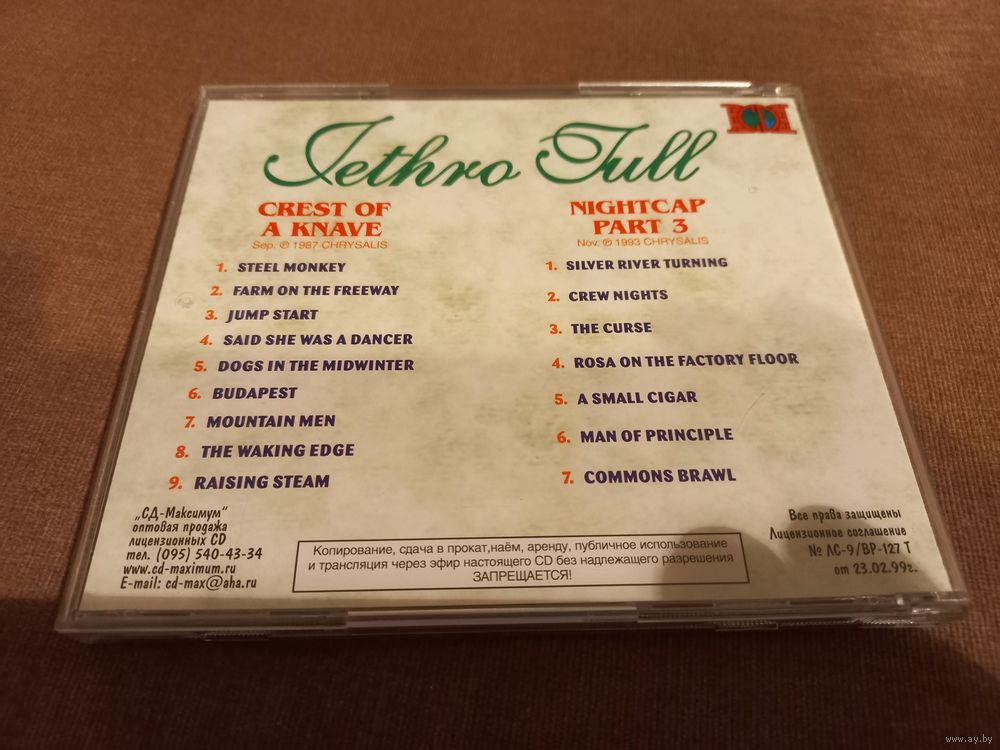 Jethro Tull
CREST OF
A KNAVE
Sep. ℗ 1987 CHRYSALIS
1. STEEL MONKEY
2. FARM ON THE FREEWAY
3. JUMP START
4. SAID SHE WAS A DANCER
5. DOGS IN THE MIDWINTER
6. BUDAPEST
7. MOUNTAIN MEN
8. THE WAKING EDGE
9. RAISING STEAM
NIGHTCAP
PART 3
Nov. ℗ 1993 CHRYSALIS
1. SILVER RIVER TURNING
2. CREW NIGHTS
3. THE CURSE
4. ROSA ON THE FACTORY FLOOR
5. A SMALL CIGAR
6. MAN OF PRINCIPLE
7. COMMONS BRAWL
„СД-Максимум"
оптовая продажа
лицензионных CD
тел. (095) 540-43-34
www.cd-maximum.ru
E-mail: cd-max@aha.ru
Копирование, сдача в прокат,наём, аренду, публичное использование
и трансляция через эфир настоящего CD без надлежащего разрешения
ЗАПРЕЩАЕТСЯ!
Все права защищены
Лицензионное соглашение
№ ЛС-9/ВР-127 Т
от 23.02.99г.
www.ay.by